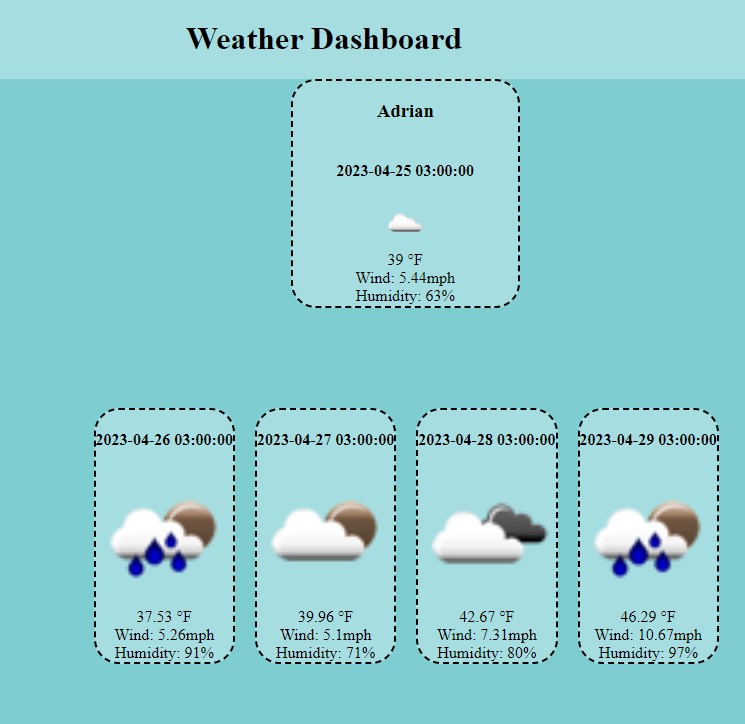 Weather Dashboard
Adrian
2023-04-25 03:00:00
39 °F
Wind: 5.44mph
Humidity: 63%
2023-04-26 03:00:00
37.53 °F
Wind: 5.26mph
Humidity: 91%
2023-04-27 03:00:00
39.96 °F
Wind: 5.1mph
Humidity: 71%
2023-04-28 03:00:00
42.67 °F
Wind: 7.31mph
Humidity: 80%
2023-04-29 03:00:00
46.29 °F
Wind: 10.67mph
Humidity: 97%